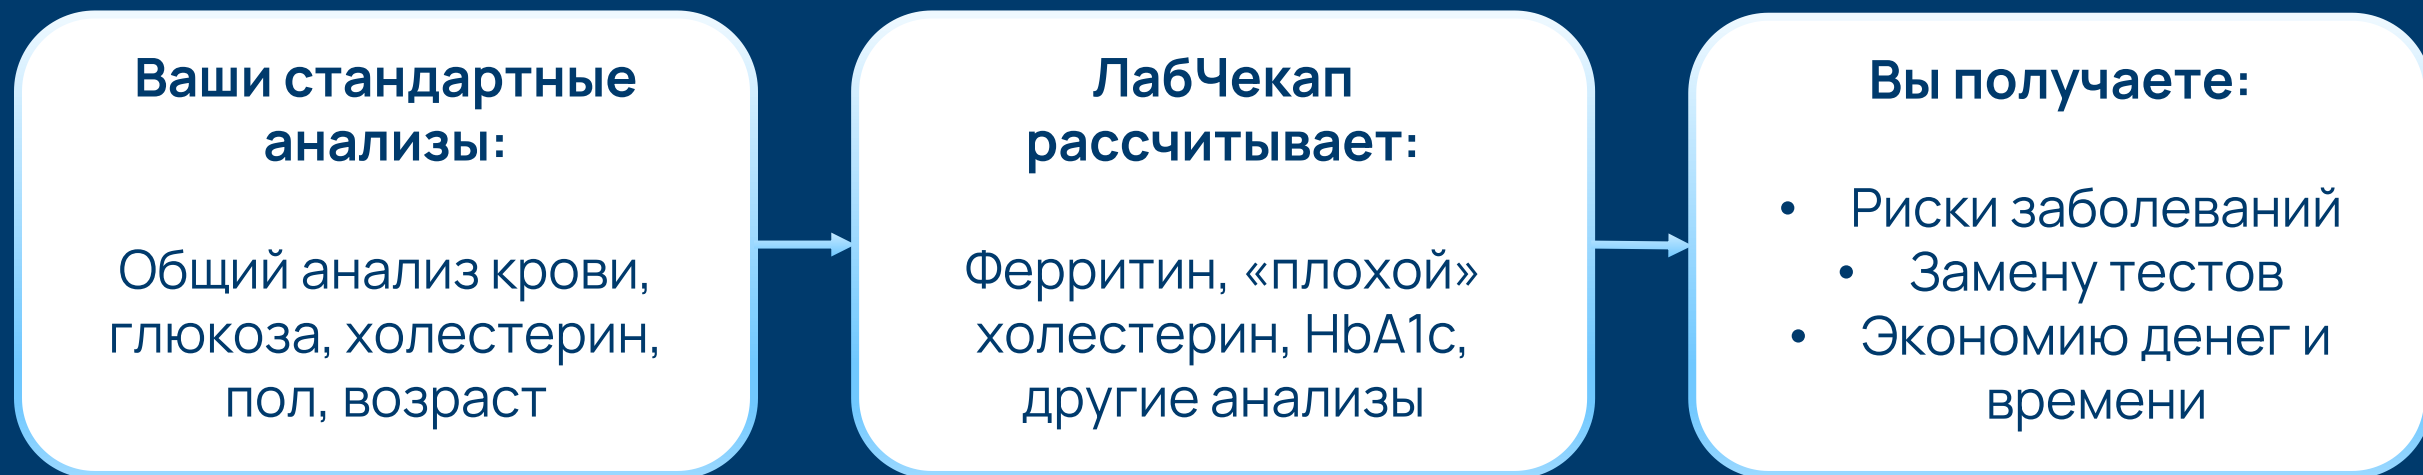 Ваши стандартные
анализы:
Общий анализ крови,
глюкоза, холестерин,
пол, возраст
ЛабЧекап
рассчитывает:
Ферритин, «плохой»
холестерин, HbA1c,
другие анализы
Вы получаете:
• Риски заболеваний
• Замену тестов
• Экономию денег и
времени